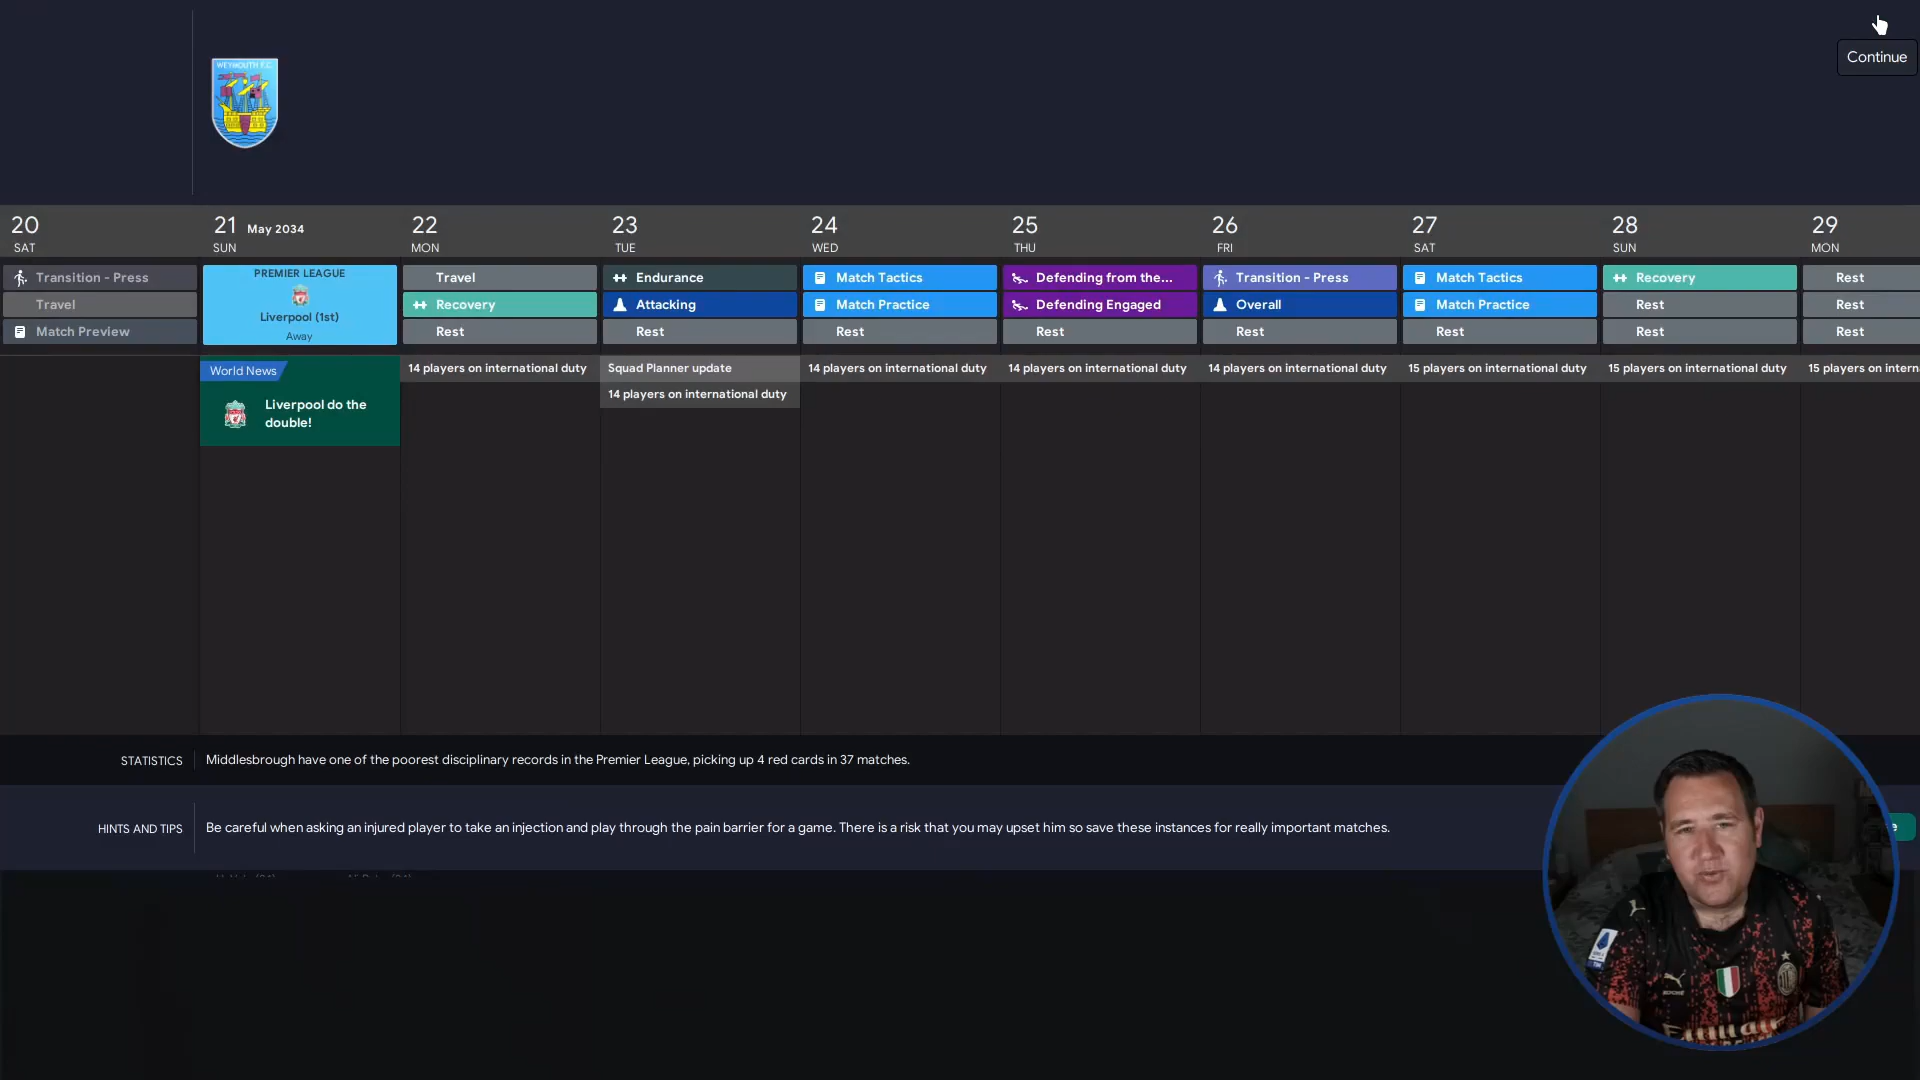 Continue
WEYMOUTH F.C.
20
SAT
21 May 2034
SUN
22
MON
23
TUE
24
WED
25
THU
26
FRI
27
SAT
28
SUN
29
MON
Transition - Press
Travel
Match Preview
PREMIER LEAGUE
Liverpool (1st)
Away
Travel
Recovery
Rest
Endurance
Attacking
Rest
Match Tactics
Match Practice
Rest
Defending from the...
Defending Engaged
Rest
Transition - Press
Overall
Rest
Match Tactics
Match Practice
Rest
Recovery
Rest
Rest
Rest
Rest
Rest
World News
Liverpool do the
double!
14 players on international duty
Squad Planner update
14 players on international duty
14 players on international duty
14 players on international duty
14 players on international duty
15 players on international duty
15 players on international duty
15 players on intern
STATISTICS
Middlesbrough have one of the poorest disciplinary records in the Premier League, picking up 4 red cards in 37 matches.
HINTS AND TIPS
Be careful when asking an injured player to take an injection and play through the pain barrier for a game. There is a risk that you may upset him so save these instances for really important matches.